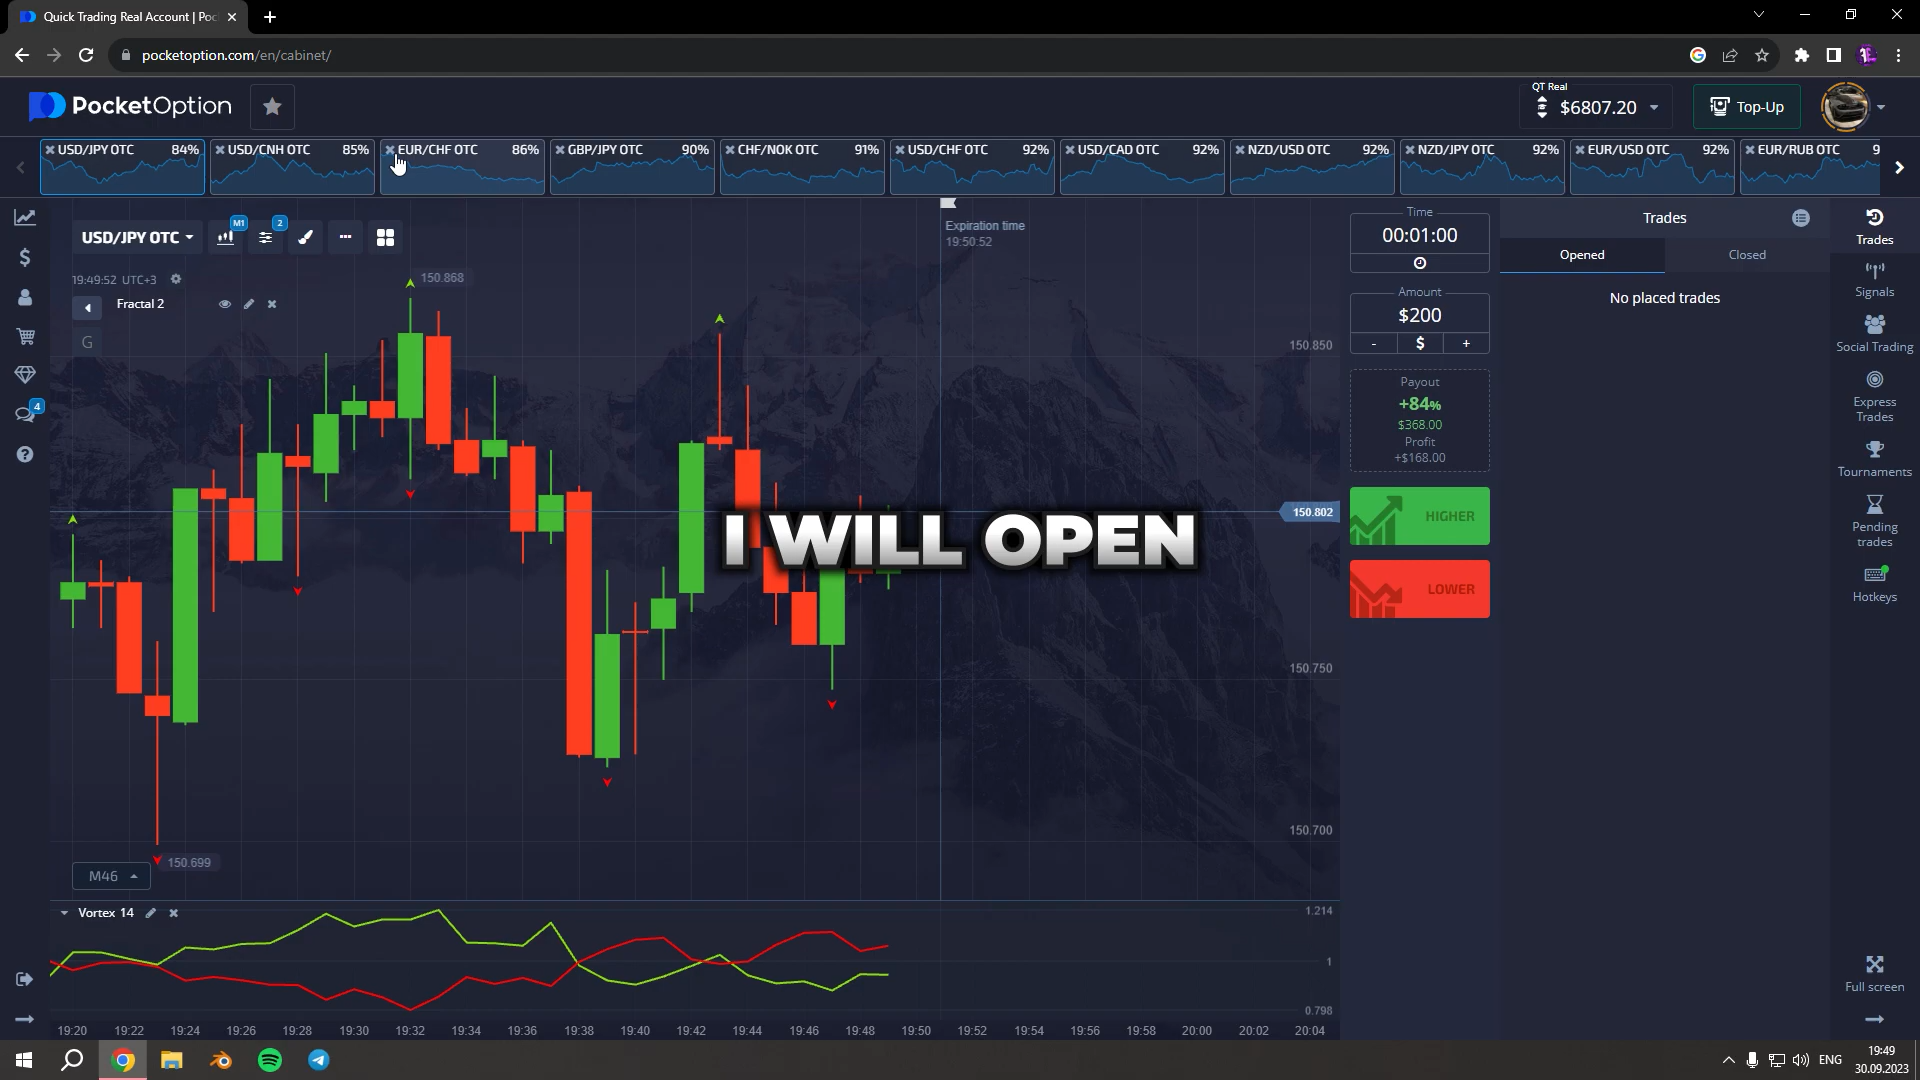 Quick Trading Real Account | Poc
pocketoption.com/en/cabinet/
PocketOption
QT Real
$6807.20
Top-Up
USD/JPY OTC 84%
USD/CNH OTC 85%
EUR/CHF OTC 86%
GBP/JPY OTC 90%
CHF/NOK OTC 91%
USD/CHF OTC 92%
USD/CAD OTC 92%
NZD/USD OTC 92%
NZD/JPY OTC 92%
EUR/USD OTC 92%
EUR/RUB OTC 9
USD/JPY OTC
M1
2
19:49:52 UTC+3
Fractal 2
G
150.868
Expiration time
19:50:52
150.850
150.802
150.750
150.700
150.699
I WILL OPEN
M46
Vortex 14
1.214
1
0.798
19:20 19:22 19:24 19:26 19:28 19:30 19:32 19:34 19:36 19:38 19:40 19:42 19:44 19:46 19:48 19:50 19:52 19:54 19:56 19:58 20:00 20:02 20:04
4
Time
00:01:00
Amount
$200
- $ +
Payout
+84%
$368.00
Profit
+$168.00
HIGHER
LOWER
Trades
Opened Closed
No placed trades
Trades
Signals
Social Trading
Express
Trades
Tournaments
Pending
trades
Hotkeys
Full screen
ENG
19:49
30.09.2023